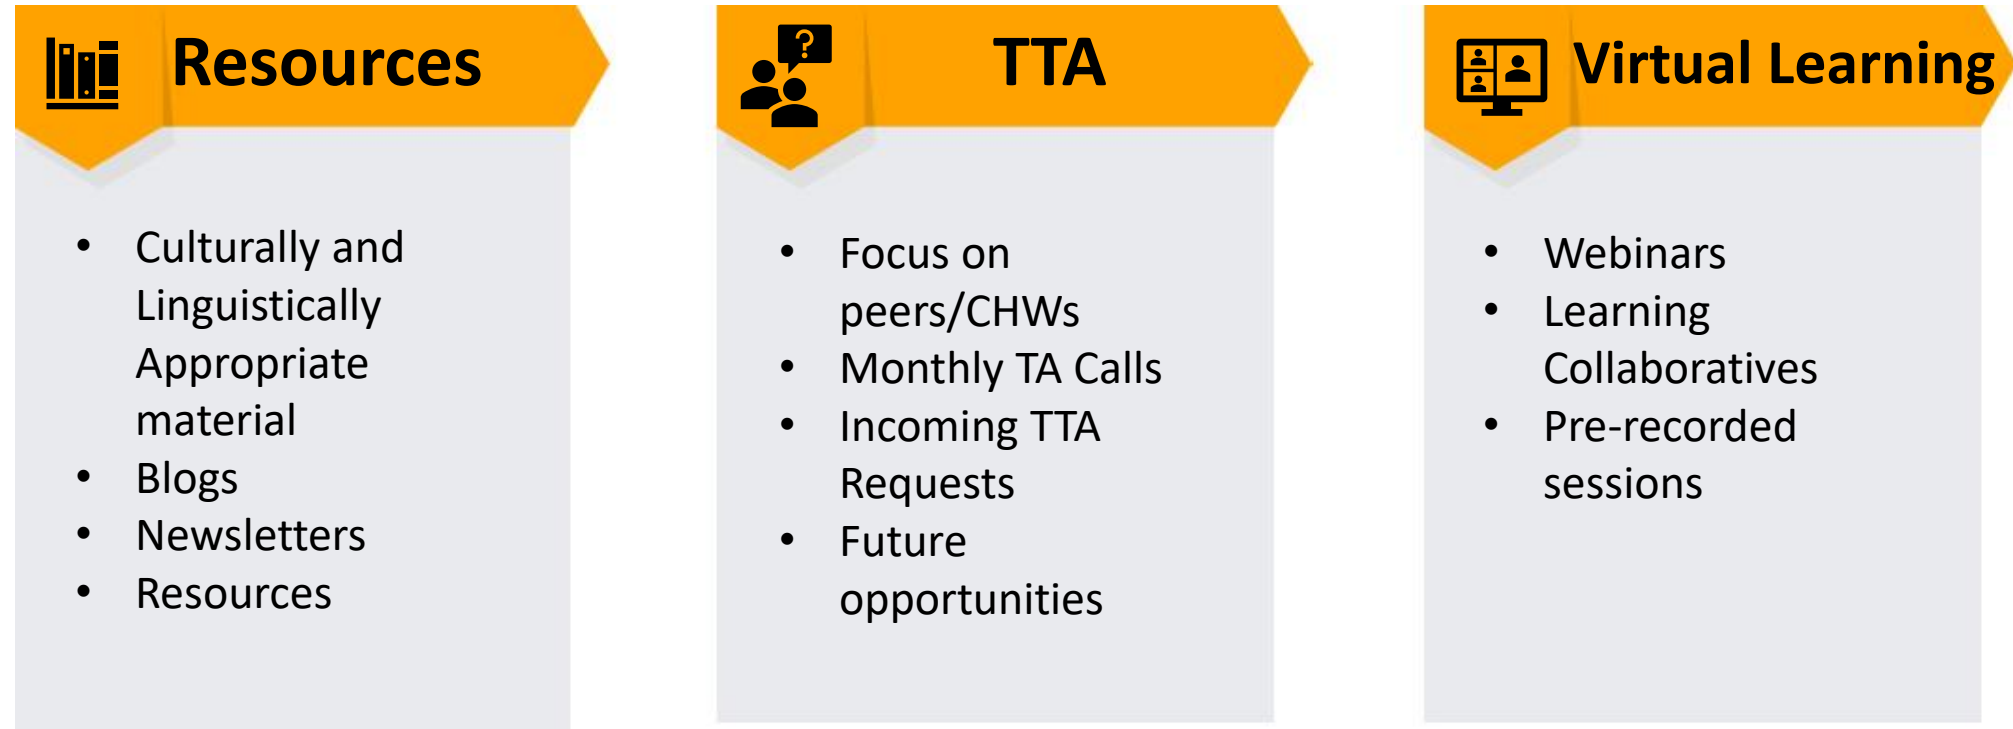 Resources
• Culturally and
Linguistically
Appropriate
material
• Blogs
• Newsletters
• Resources
?
TTA
• Focus on
peers/CHWs
• Monthly TA Calls
• Incoming TTA
Requests
• Future
opportunities
Virtual Learning
• Webinars
• Learning
Collaboratives
• Pre-recorded
sessions